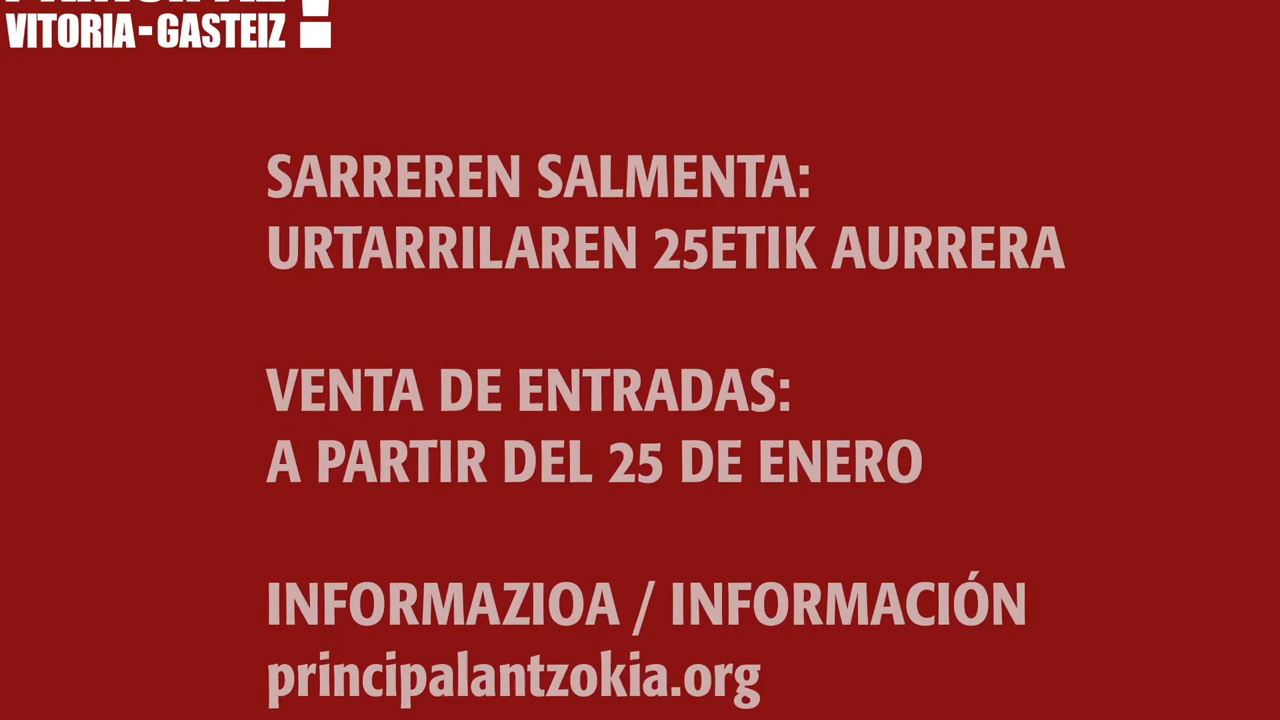 VITORIA-GASTEIZ
SARREREN SALMENTA:
URTARRILAREN 25ETIK AURRERA
VENTA DE ENTRADAS:
A PARTIR DEL 25 DE ENERO
INFORMAZIOA / INFORMACIÓN
principalantzokia.org